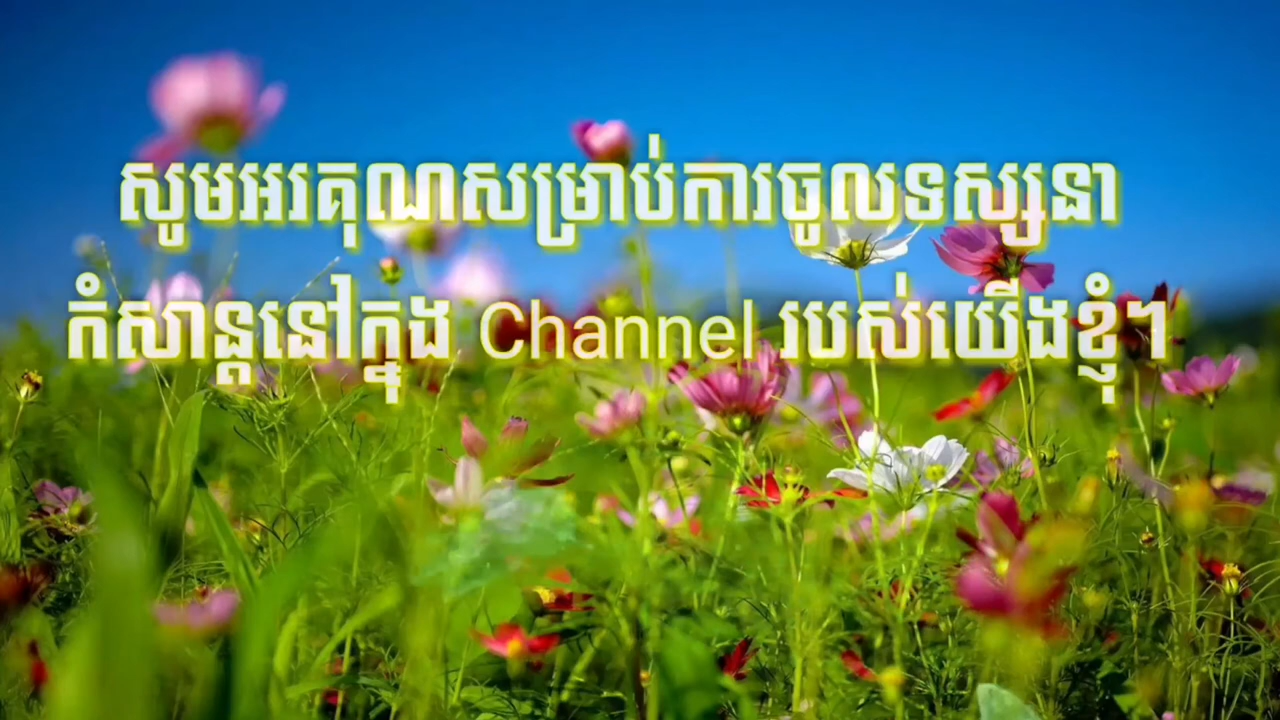 សូមអរគុណសម្រាប់ការចូលទស្សនា
កំសាន្តនៅក្នុង Channel របស់យើងខ្ញុំៗ